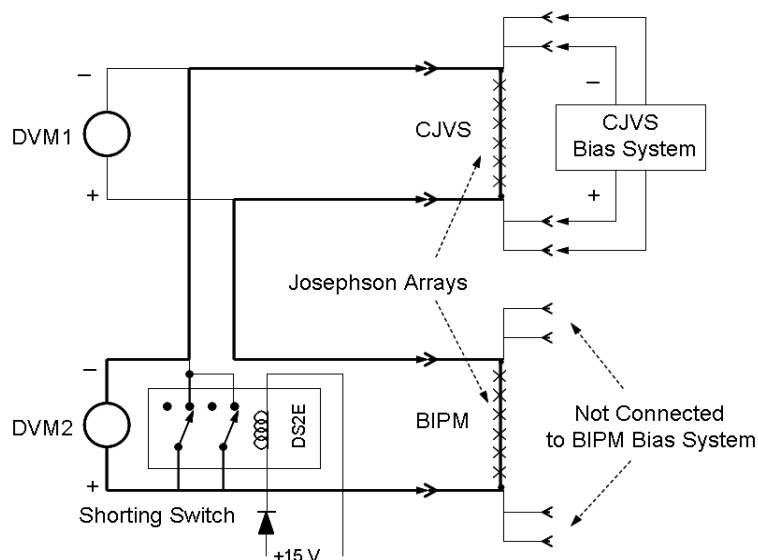 –
DVM1
+
CJVS
–
CJVS
Bias System
+
Josephson Arrays
–
DVM2
+
DS2E
BIPM
Not Connected
to BIPM Bias System
Shorting Switch
+15 V